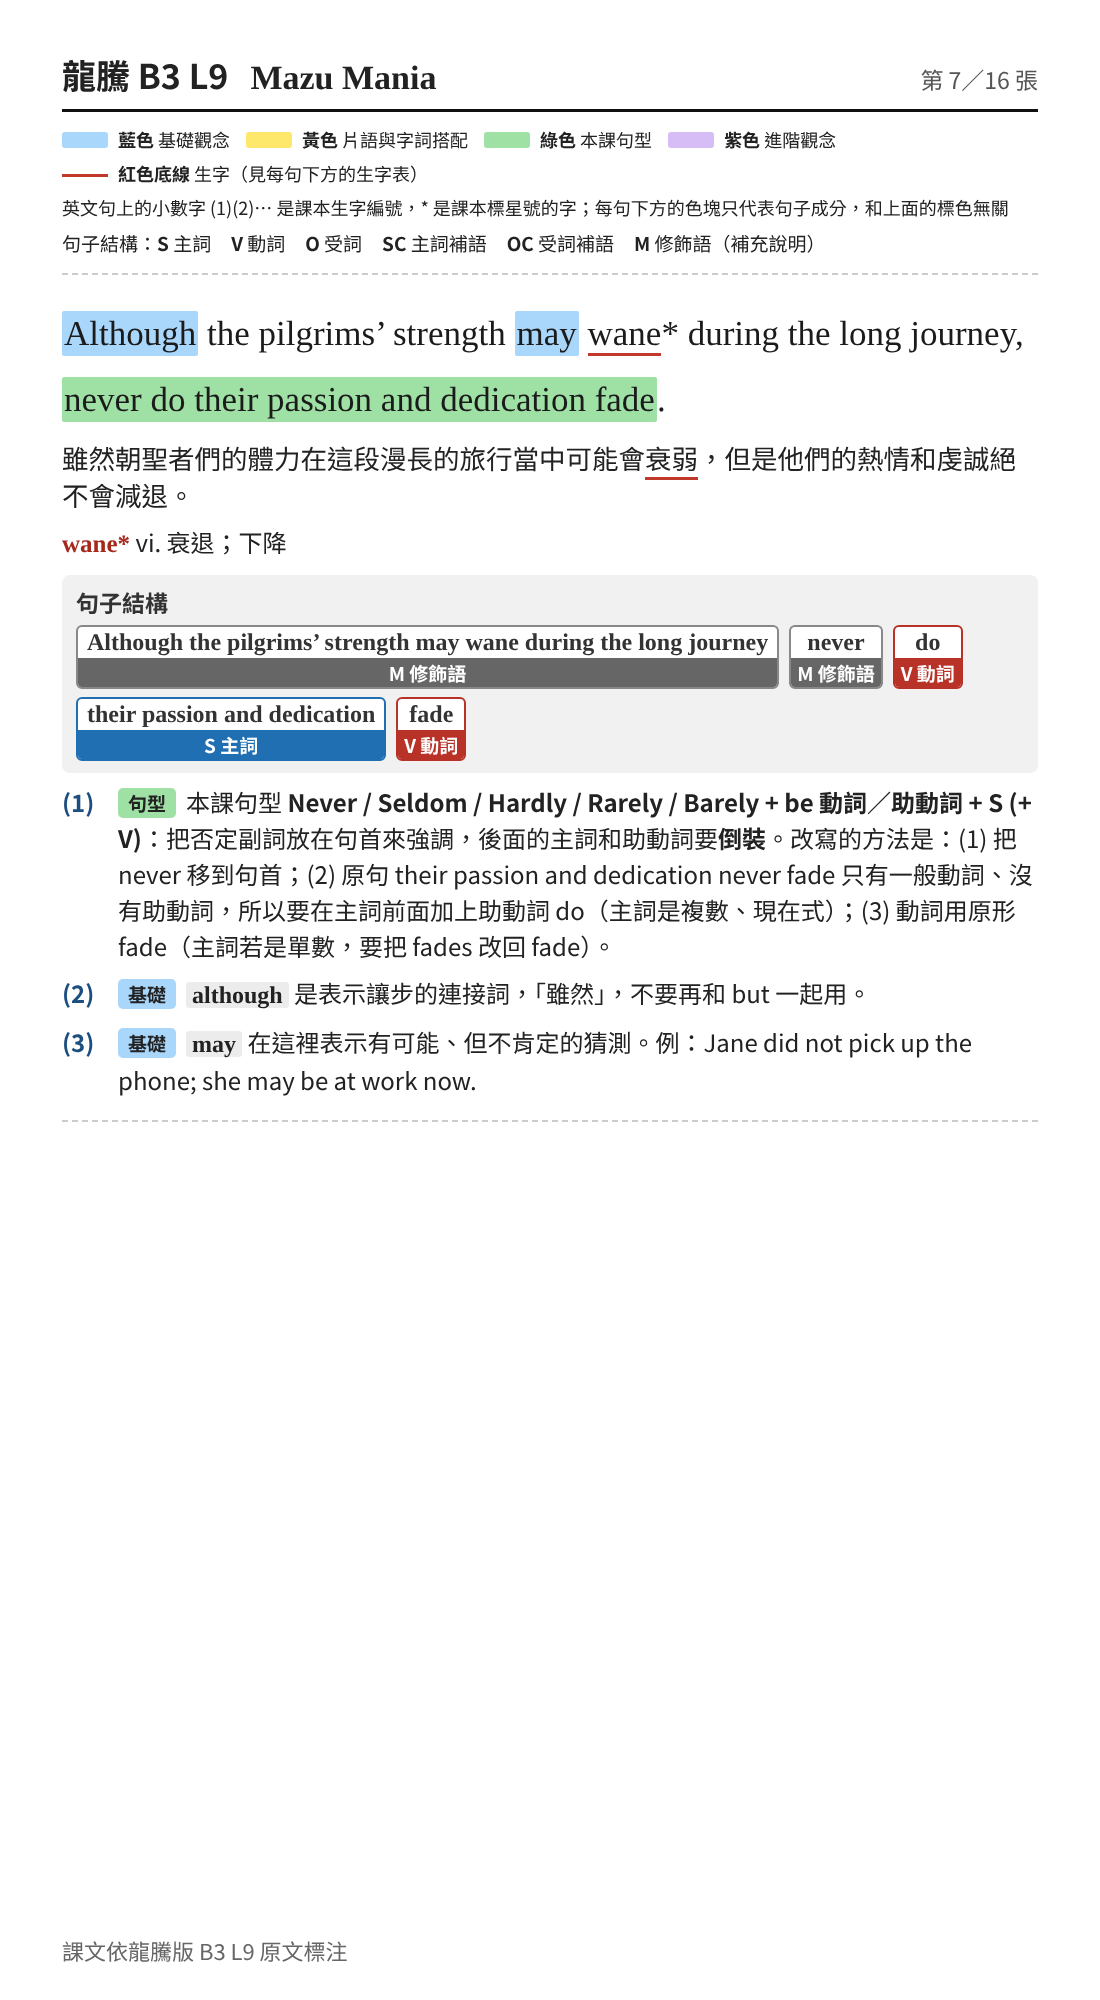 龍騰 B3 L9 Mazu Mania
第 7／16 張
藍色 基礎觀念 黃色 片語與字詞搭配 綠色 本課句型 紫色 進階觀念
紅色底線 生字（見每句下方的生字表）
英文句上的小數字 (1)(2)… 是課本生字編號，* 是課本標星號的字；每句下方的色塊只代表句子成分，和上面的標色無關
句子結構：S 主詞 V 動詞 O 受詞 SC 主詞補語 OC 受詞補語 M 修飾語（補充說明）
Although the pilgrims’ strength may wane* during the long journey,
never do their passion and dedication fade.
雖然朝聖者們的體力在這段漫長的旅行當中可能會衰弱，但是他們的熱情和虔誠絕
不會減退。
wane* vi. 衰退；下降
句子結構
Although the pilgrims’ strength may wane during the long journey never do
M 修飾語 M 修飾語 V 動詞
their passion and dedication fade
S 主詞 V 動詞
(1) 句型 本課句型 Never / Seldom / Hardly / Rarely / Barely + be 動詞／助動詞 + S (+
V)：把否定副詞放在句首來強調，後面的主詞和助動詞要倒裝。改寫的方法是：(1) 把
never 移到句首；(2) 原句 their passion and dedication never fade 只有一般動詞、沒
有助動詞，所以要在主詞前面加上助動詞 do（主詞是複數、現在式）；(3) 動詞用原形
fade（主詞若是單數，要把 fades 改回 fade）。
(2) 基礎 although 是表示讓步的連接詞，「雖然」，不要再和 but 一起用。
(3) 基礎 may 在這裡表示有可能、但不肯定的猜測。例：Jane did not pick up the
phone; she may be at work now.
課文依龍騰版 B3 L9 原文標注